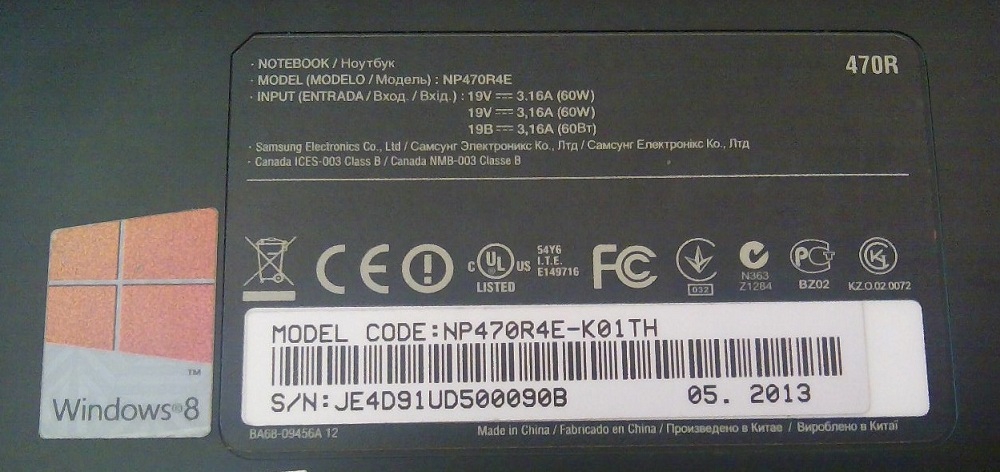 · NOTEBOOK / Ноутбук
470R
· MODEL (MODELO / Модель) : NP470R4E
· INPUT (ENTRADA / Вход. / Вхід.) : 19V ⎓ 3.16A (60W)
19V ⎓ 3,16A (60W)
19B ⎓ 3,16A (60Вт)
· Samsung Electronics Co., Ltd / Самсунг Электроникс Ко., Лтд / Самсунг Електронікс Ко., Лтд
· Canada ICES-003 Class B / Canada NMB-003 Classe B
CE
C UL US
LISTED
54Y6
I.T.E.
E149716
FC
032
N363
Z1284
BZ02
KZ.O.02.0072
MODEL CODE:NP470R4E-K01TH
S/N:JE4D91UD500090B 05. 2013
Windows®8
TM
BA68-09456A 12
Made in China / Fabricado en China / Произведено в Китае / Вироблено в Китаї